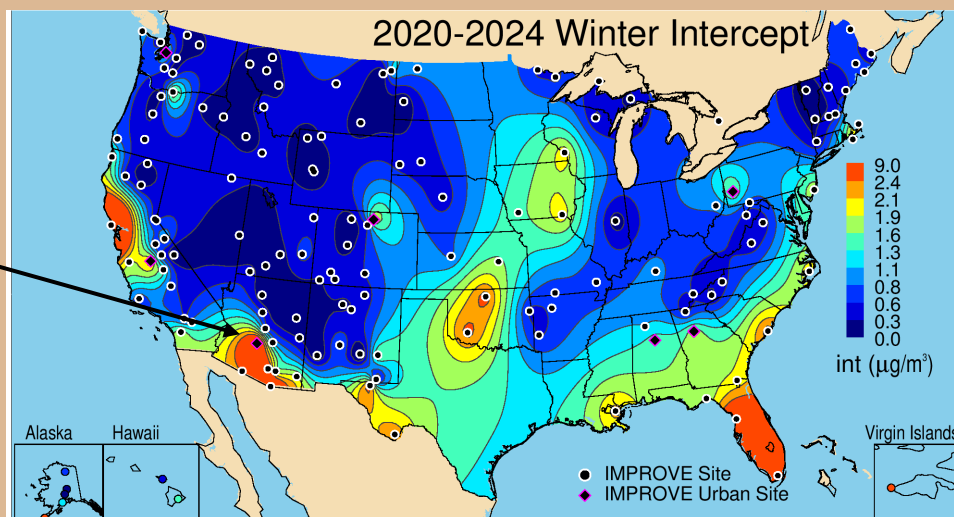 2020-2024 Winter Intercept
9.0
2.4
2.1
1.9
1.6
1.3
1.1
0.8
0.6
0.3
0.0
int (μg/m³)
Alaska
Hawaii
IMPROVE Site
IMPROVE Urban Site
Virgin Islands